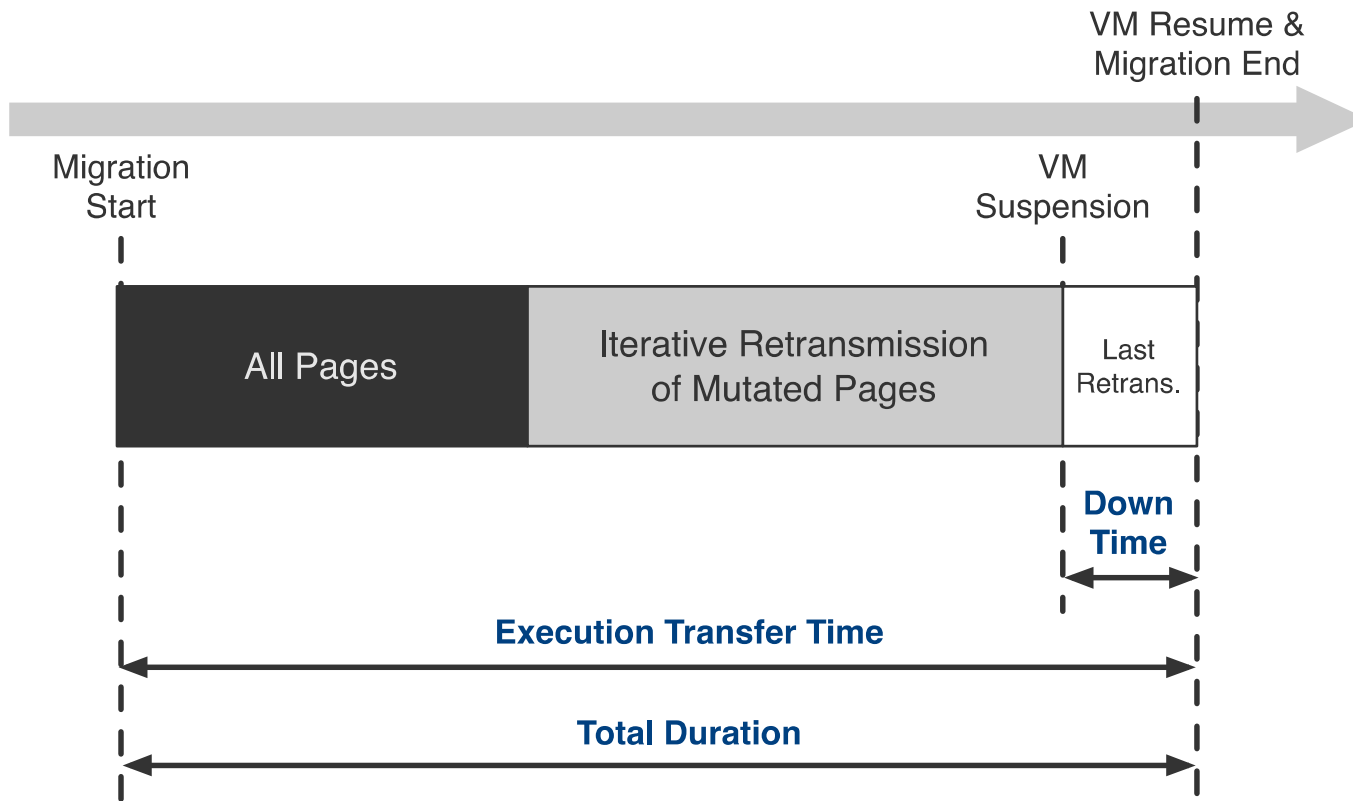 VM Resume &
Migration End
Migration
Start
VM
Suspension
All Pages
Iterative Retransmission
of Mutated Pages
Last
Retrans.
Down
Time
Execution Transfer Time
Total Duration